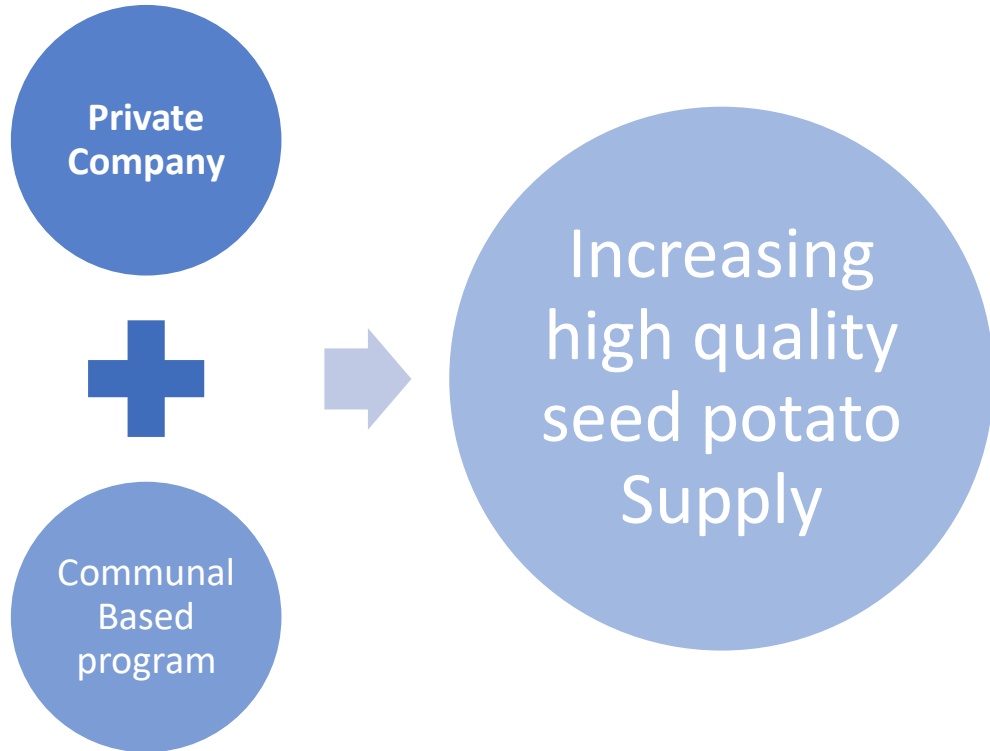 Private
Company
Communal
Based
program
Increasing
high quality
seed potato
Supply